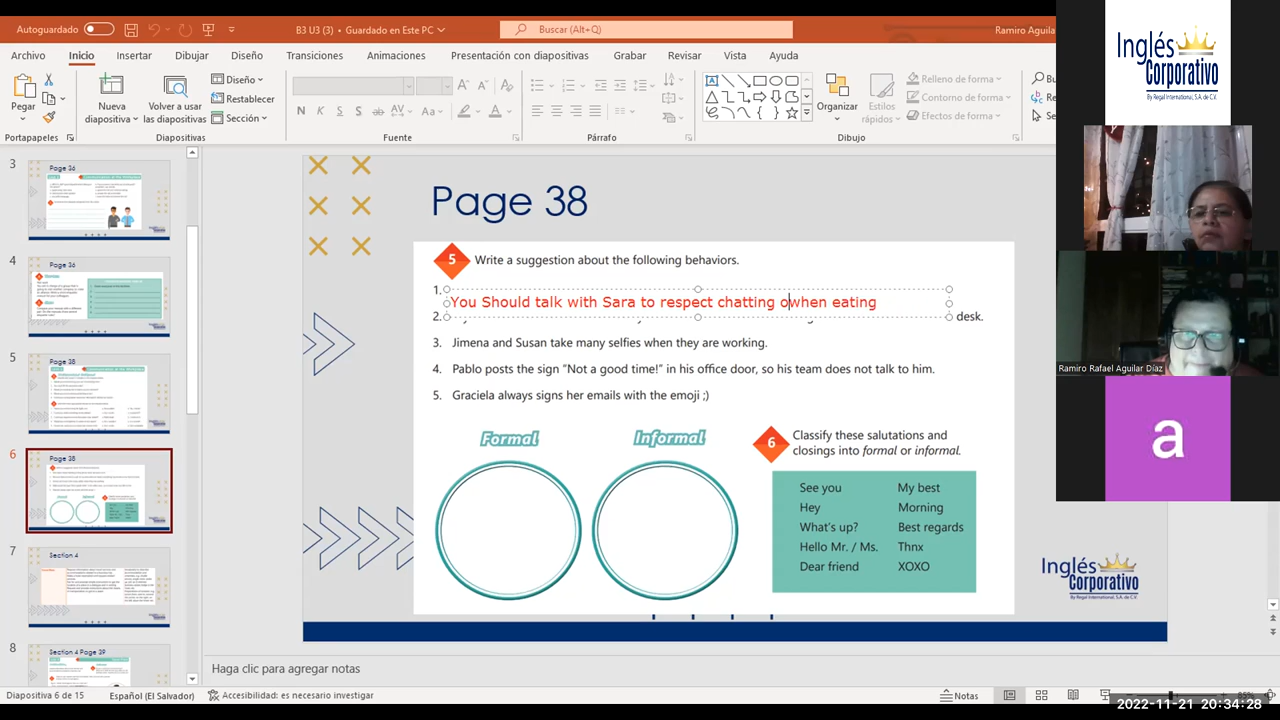 Autoguardado
B3 U3 (3) • Guardado en Este PC
Buscar (Alt+Q)
Ramiro Aguila
Archivo
Inicio
Insertar
Dibujar
Diseño
Transiciones
Animaciones
Presentación con diapositivas
Grabar
Revisar
Vista
Ayuda
Pegar
Nueva diapositiva
Volver a usar las diapositivas
Diseño
Restablecer
Sección
Organizar
Estilos rápidos
Relleno de forma
Contorno de forma
Efectos de forma
Portapapeles
Diapositivas
Fuente
Párrafo
Dibujo
3
Page 36
4
Page 36
5
Page 38
6
Page 38
7
Section 4
8
Section 4 Page 39
Page 38
5 Write a suggestion about the following behaviors.
1.
You Should talk with Sara to respect chatting owhen eating
2. desk.
3. Jimena and Susan take many selfies when they are working.
4. Pablo posts the sign "Not a good time!" in his office door, so his team does not talk to him.
5. Graciela always signs her emails with the emoji ;)
Formal
Informal
6 Classify these salutations and
closings into formal or informal.
See you My best
Hey Morning
What's up? Best regards
Hello Mr. / Ms. Thnx
Dear friend XOXO
Inglés
Corporativo
By Regal International, S.A. de C.V.
Haga clic para agregar notas
Diapositiva 6 de 15
Español (El Salvador)
Accesibilidad: es necesario investigar
Notas
Inglés
Corporativo
By Regal International, S.A. de C.V.
Ramiro Rafael Aguilar Díaz
a
2022-11-21 20:34:28